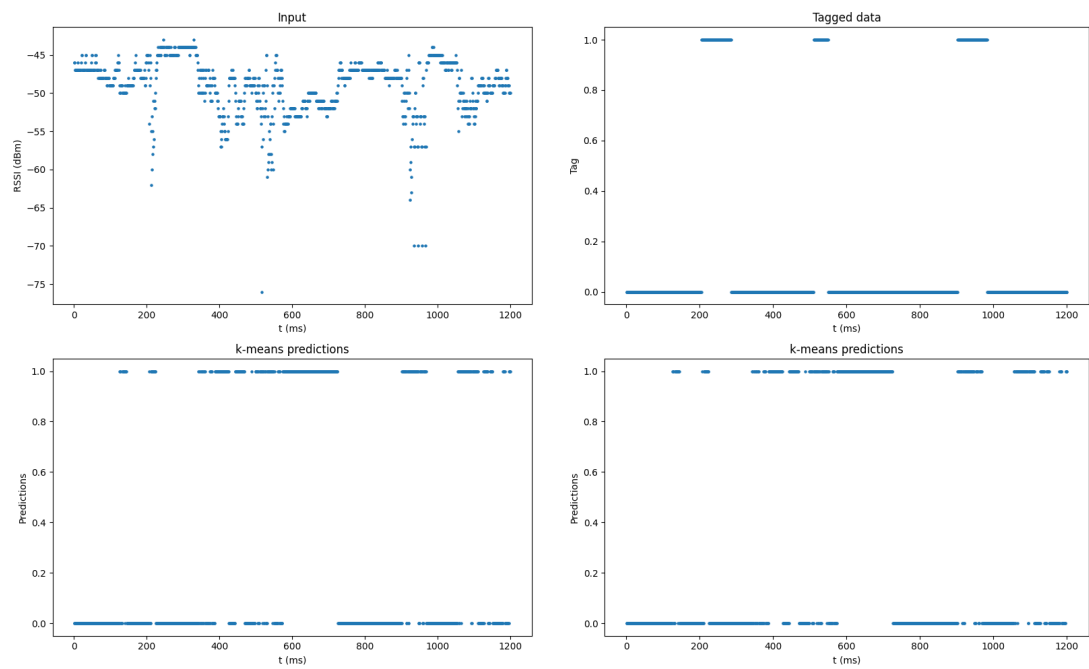 Input
−45
−50
−55
−60
−65
−70
−75
RSSI (dBm)
0 200 400 600 800 1000 1200
t (ms)
Tagged data
1.0
0.8
0.6
0.4
0.2
0.0
Tag
0 200 400 600 800 1000 1200
t (ms)
k-means predictions
1.0
0.8
0.6
0.4
0.2
0.0
Predictions
0 200 400 600 800 1000 1200
t (ms)
k-means predictions
1.0
0.8
0.6
0.4
0.2
0.0
Predictions
0 200 400 600 800 1000 1200
t (ms)